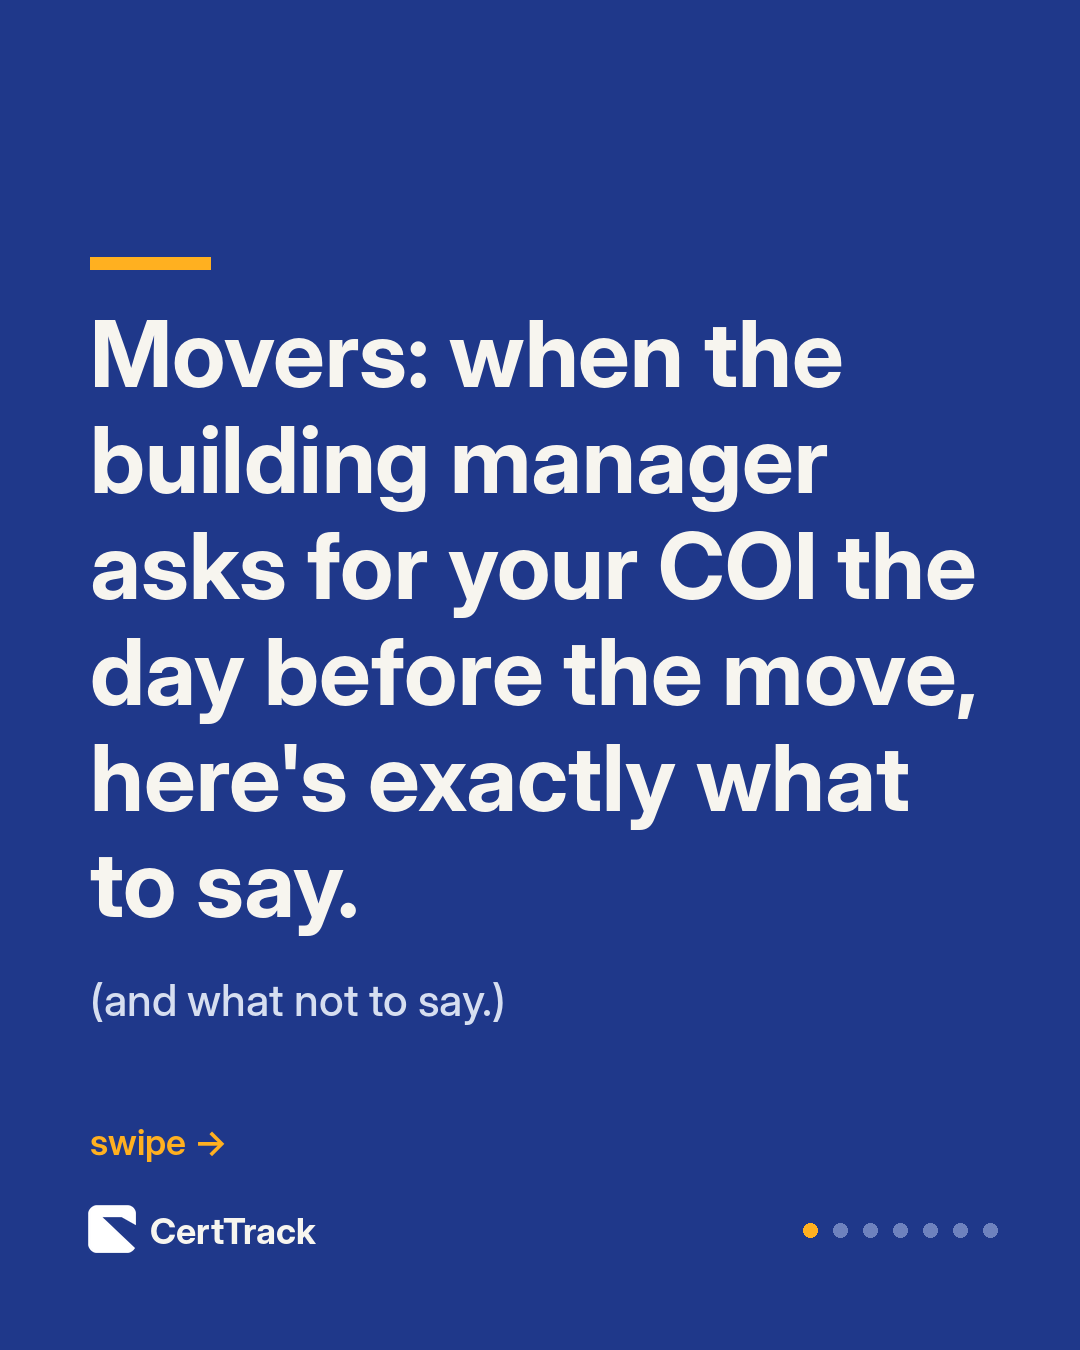 Movers: when the
building manager
asks for your COI the
day before the move,
here's exactly what
to say.
(and what not to say.)
swipe →
CertTrack